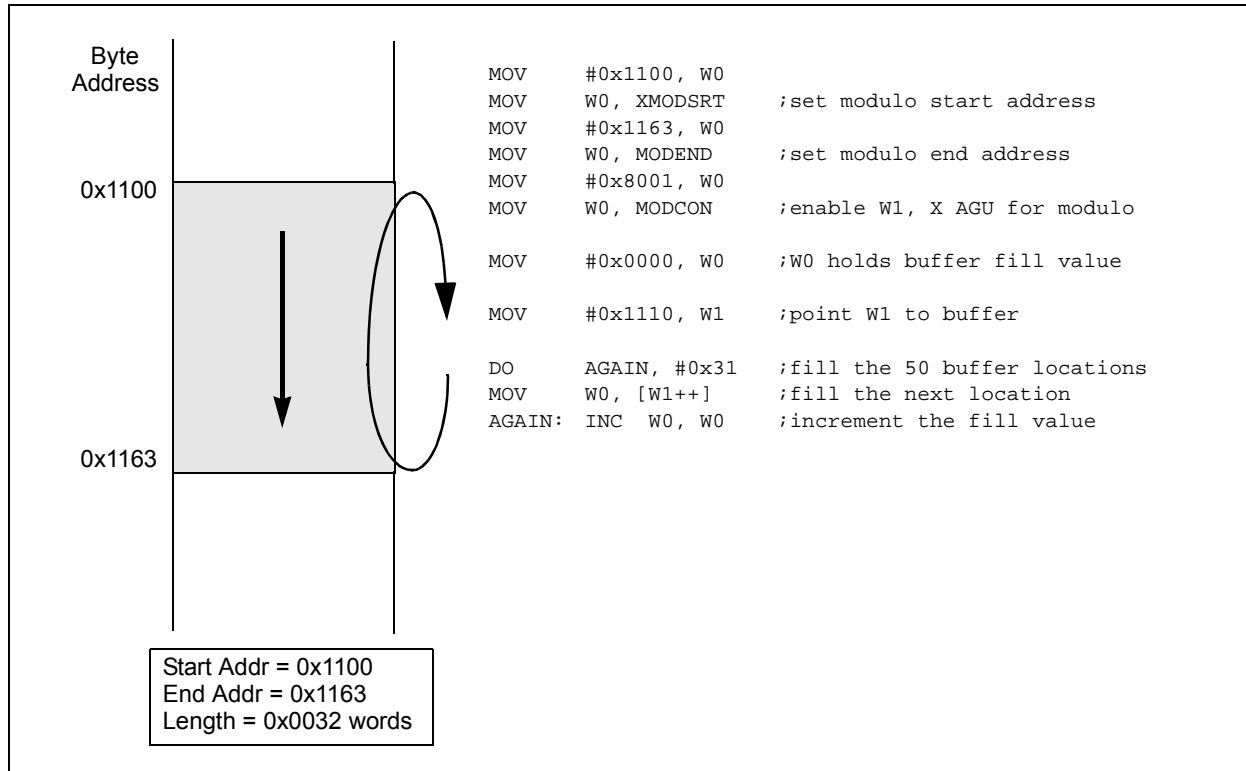 Byte
Address
0x1100
0x1163
MOV #0x1100, W0
MOV W0, XMODSRT ;set modulo start address
MOV #0x1163, W0
MOV W0, MODEND ;set modulo end address
MOV #0x8001, W0
MOV W0, MODCON ;enable W1, X AGU for modulo
MOV #0x0000, W0 ;W0 holds buffer fill value
MOV #0x1110, W1 ;point W1 to buffer
DO AGAIN, #0x31 ;fill the 50 buffer locations
MOV W0, [W1++] ;fill the next location
AGAIN: INC W0, W0 ;increment the fill value
Start Addr = 0x1100
End Addr = 0x1163
Length = 0x0032 words